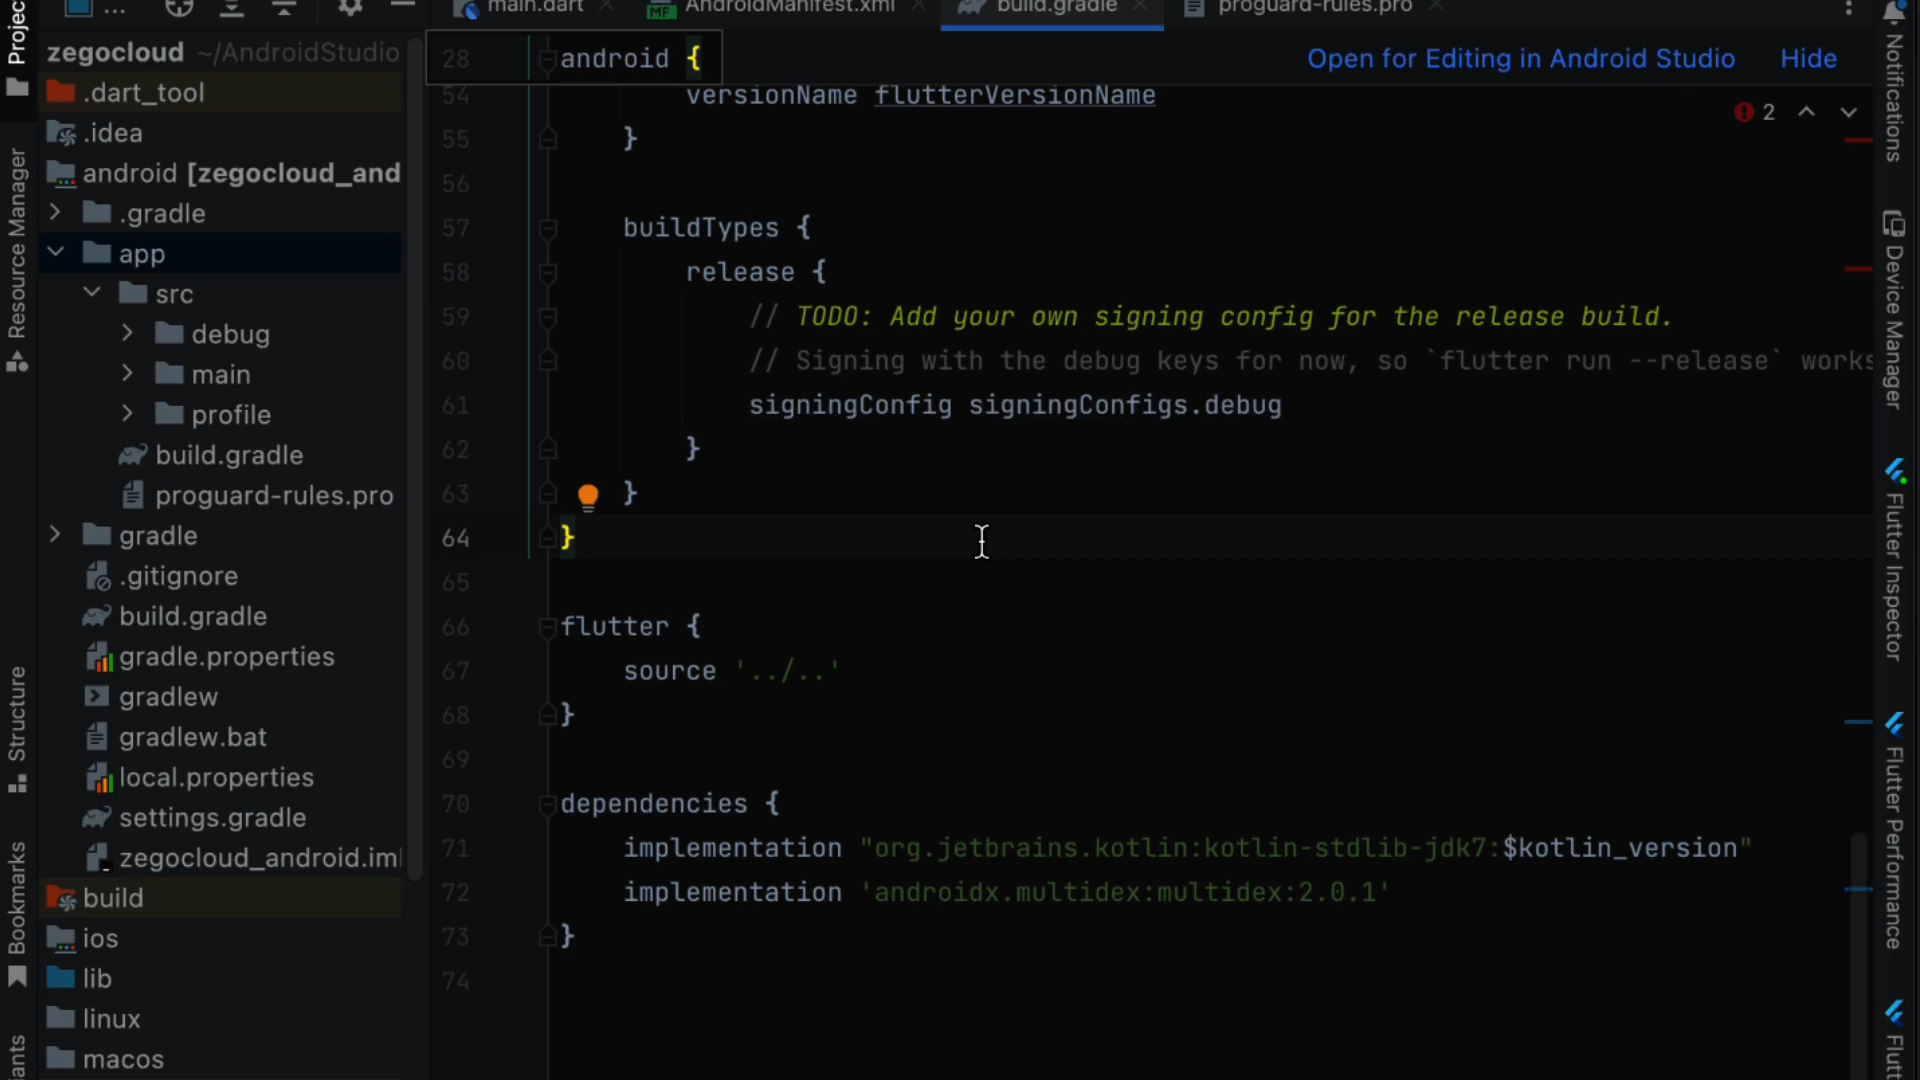 main.dart
AndroidManifest.xml
build.gradle
proguard-rules.pro
Project
Resource Manager
Structure
Bookmarks
zegocloud ~/AndroidStudio
.dart_tool
.idea
android [zegocloud_and
.gradle
app
src
debug
main
profile
build.gradle
proguard-rules.pro
gradle
.gitignore
build.gradle
gradle.properties
gradlew
gradlew.bat
local.properties
settings.gradle
zegocloud_android.iml
build
ios
lib
linux
macos
28 android {
Open for Editing in Android Studio Hide
2
54 versionName flutterVersionName
55 }
56
57 buildTypes {
58 release {
59 // TODO: Add your own signing config for the release build.
60 // Signing with the debug keys for now, so `flutter run --release` works
61 signingConfig signingConfigs.debug
62 }
63 }
64 }
65
66 flutter {
67 source '../..'
68 }
69
70 dependencies {
71 implementation "org.jetbrains.kotlin:kotlin-stdlib-jdk7:$kotlin_version"
72 implementation 'androidx.multidex:multidex:2.0.1'
73 }
74
Notifications
Device Manager
Flutter Inspector
Flutter Performance